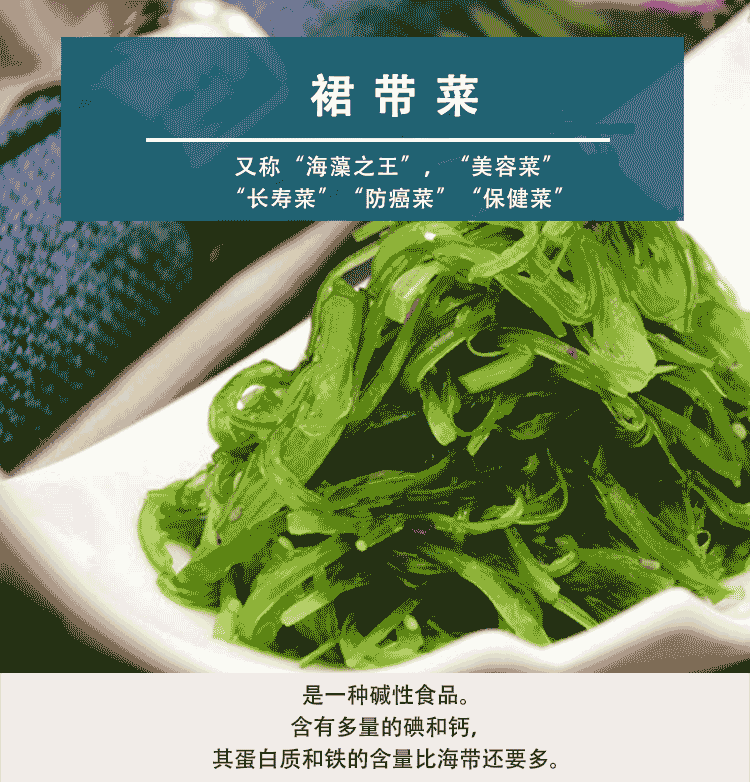 裙带菜
又称“海藻之王”,“美容菜”
“长寿菜”“防癌菜”“保健菜”
是一种碱性食品。
含有多量的碘和钙,
其蛋白质和铁的含量比海带还要多。